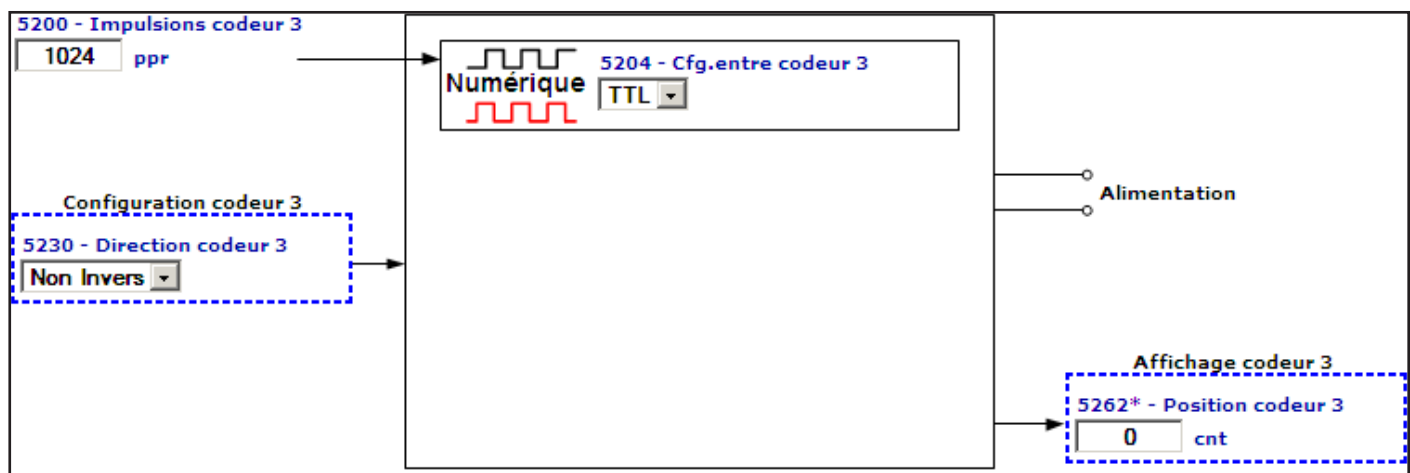 5200 - Impulsions codeur 3
1024 ppr
Numérique
5204 - Cfg.entre codeur 3
TTL
Alimentation
Configuration codeur 3
5230 - Direction codeur 3
Non Invers
Affichage codeur 3
5262* - Position codeur 3
0 cnt